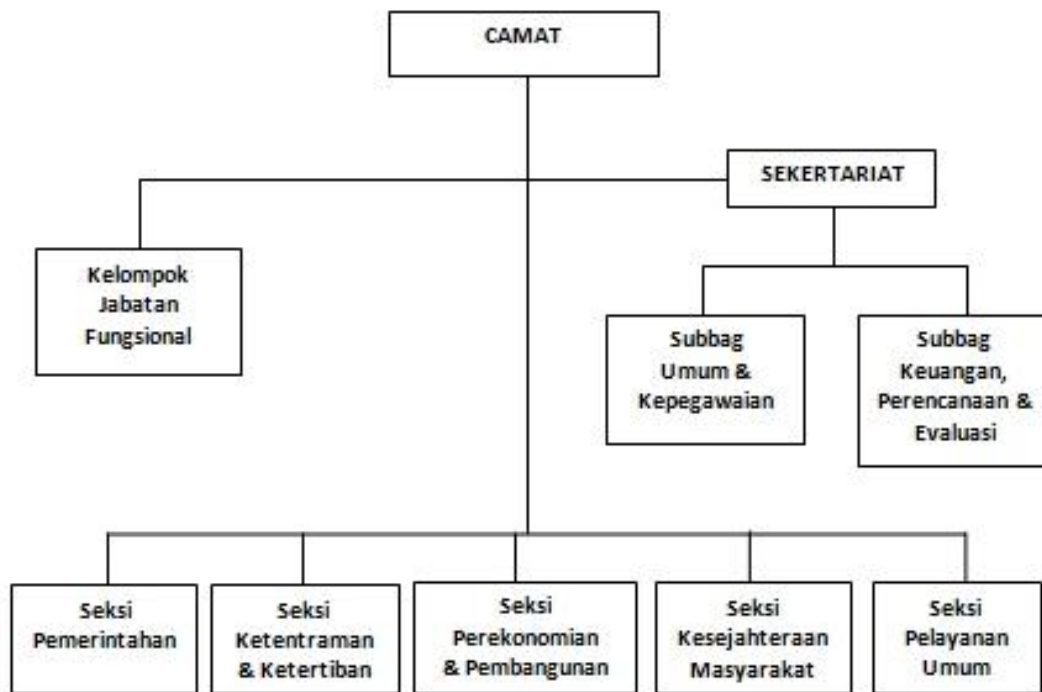 CAMAT
SEKERTARIAT
Kelompok
Jabatan
Fungsional
Subbag
Umum &
Kepegawaian
Subbag
Keuangan,
Perencanaan &
Evaluasi
Seksi
Pemerintahan
Seksi
Ketentraman
& Ketertiban
Seksi
Perekonomian
& Pembangunan
Seksi
Kesejahteraan
Masyarakat
Seksi
Pelayanan
Umum